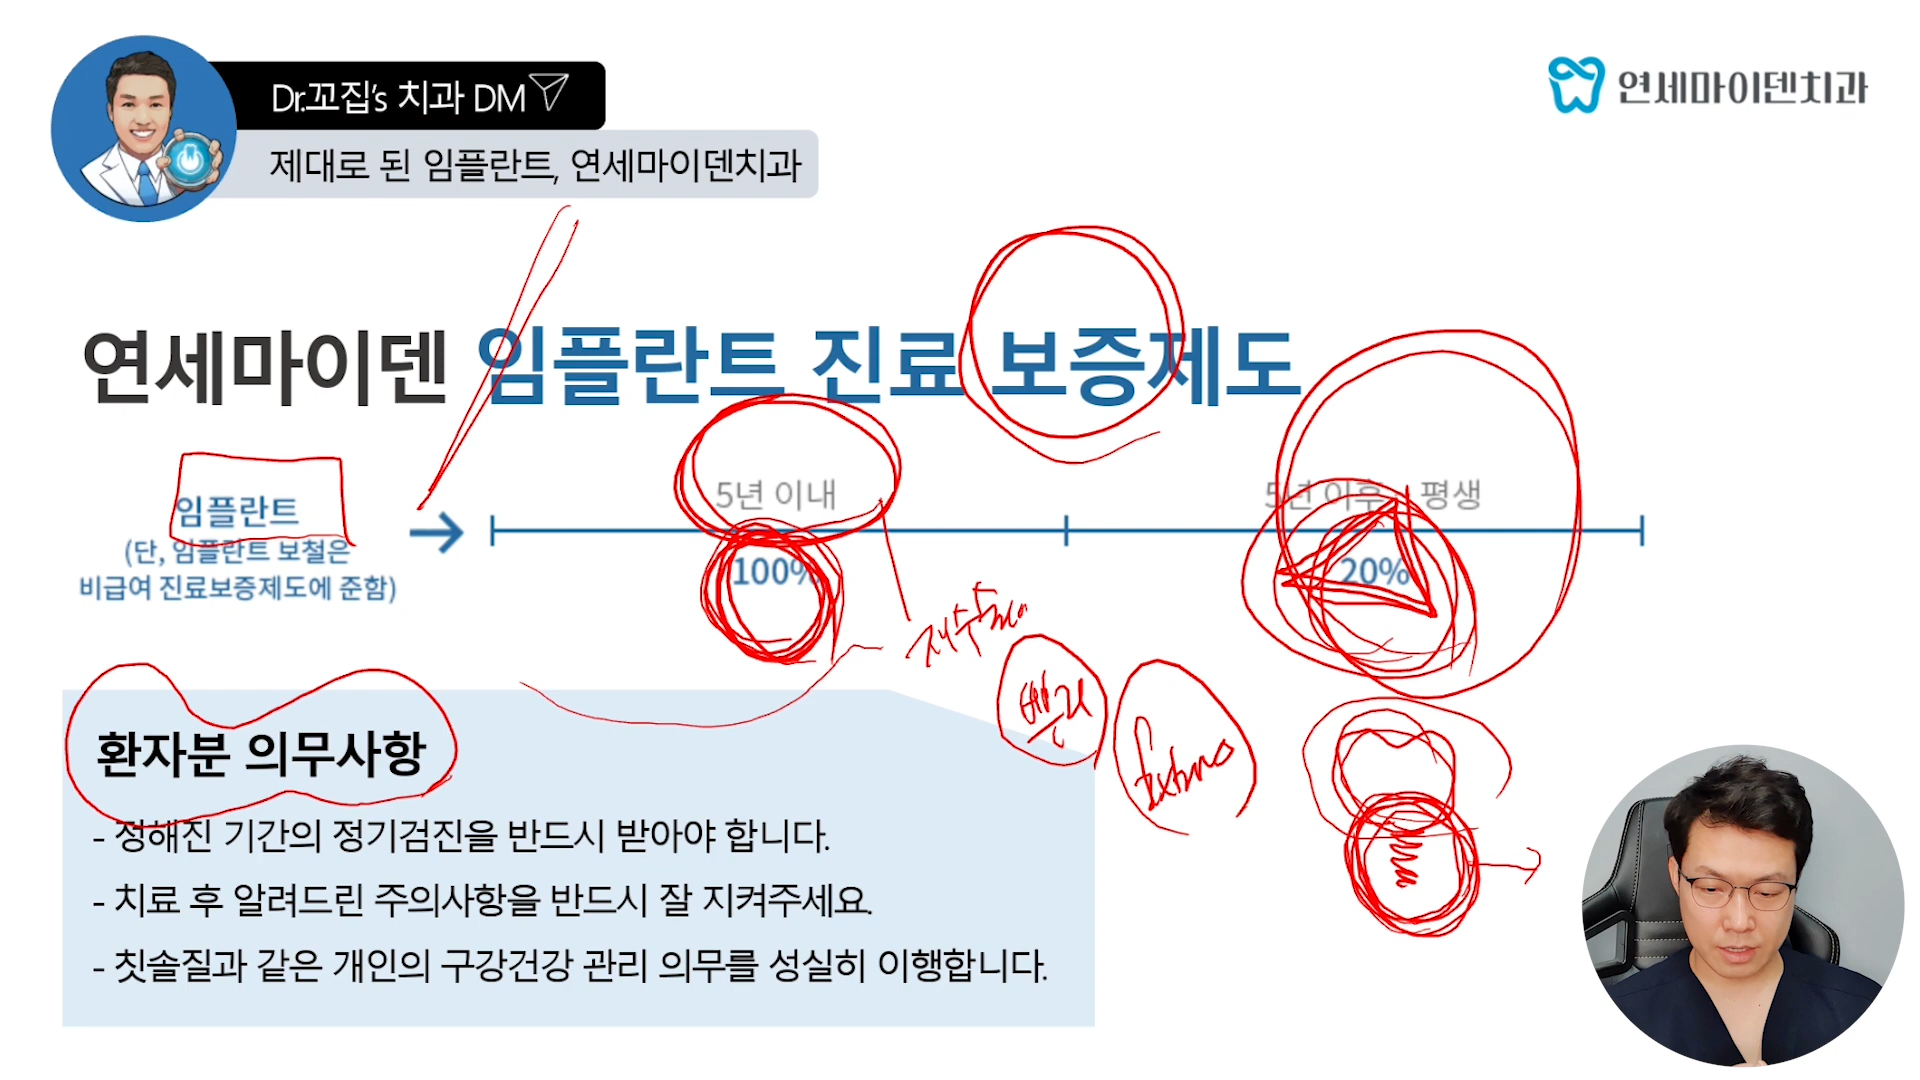 Dr.꼬집's 치과 DM
제대로 된 임플란트, 연세마이덴치과
연세마이덴치과
연세마이덴 임플란트 진료 보증제도
임플란트
(단, 임플란트 보철은
비급여 진료보증제도에 준함)
5년 이내
5년 이후 평생
100%
20%
환자분 의무사항
- 정해진 기간의 정기검진을 반드시 받아야 합니다.
- 치료 후 알려드린 주의사항을 반드시 잘 지켜주세요.
- 칫솔질과 같은 개인의 구강건강 관리 의무를 성실히 이행합니다.